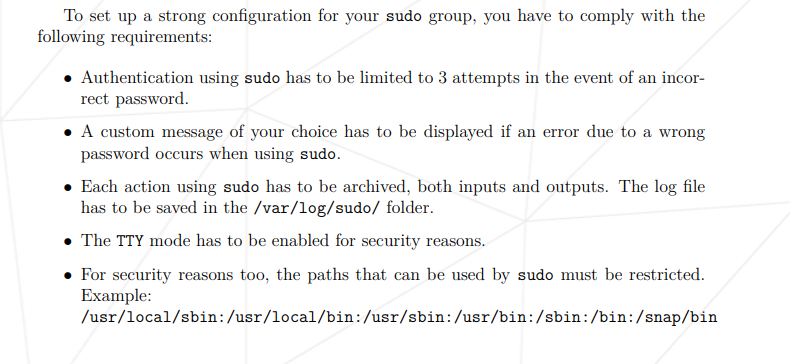 To set up a strong configuration for your sudo group, you have to comply with the
following requirements:
• Authentication using sudo has to be limited to 3 attempts in the event of an incor-
rect password.
• A custom message of your choice has to be displayed if an error due to a wrong
password occurs when using sudo.
• Each action using sudo has to be archived, both inputs and outputs. The log file
has to be saved in the /var/log/sudo/ folder.
• The TTY mode has to be enabled for security reasons.
• For security reasons too, the paths that can be used by sudo must be restricted.
Example:
/usr/local/sbin:/usr/local/bin:/usr/sbin:/usr/bin:/sbin:/bin:/snap/bin